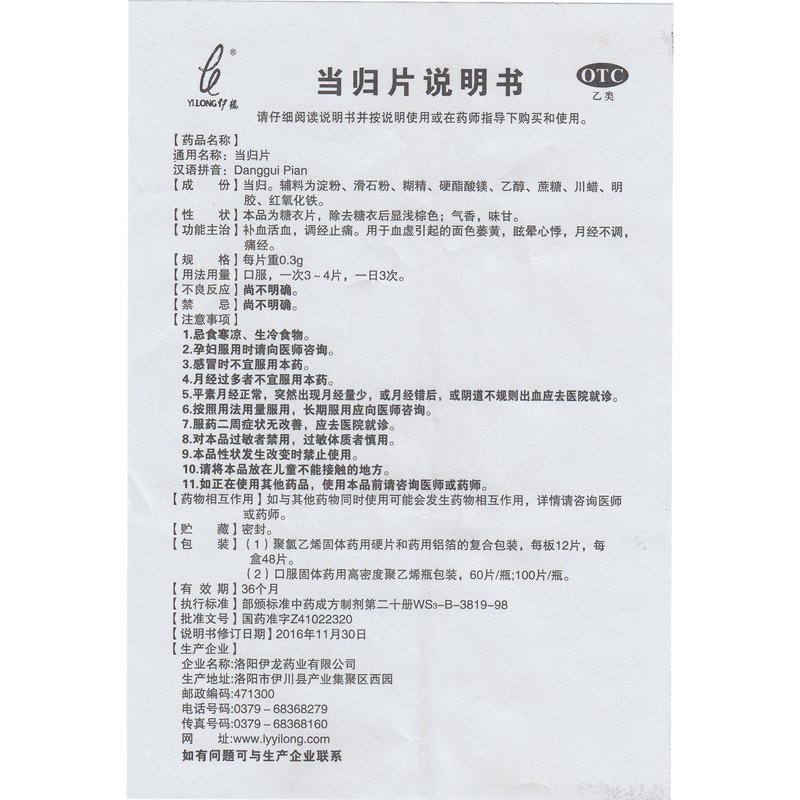 YILONG伊龙
®
当归片说明书
OTC
乙类
请仔细阅读说明书并按说明使用或在药师指导下购买和使用。
【药品名称】
通用名称：当归片
汉语拼音：Danggui Pian
【成　　份】当归。辅料为淀粉、滑石粉、糊精、硬酯酸镁、乙醇、蔗糖、川蜡、明
胶、红氧化铁。
【性　　状】本品为糖衣片，除去糖衣后显浅棕色；气香，味甘。
【功能主治】补血活血，调经止痛。用于血虚引起的面色萎黄，眩晕心悸，月经不调，
痛经。
【规　　格】每片重0.3g
【用法用量】口服，一次3～4片，一日3次。
【不良反应】尚不明确。
【禁　　忌】尚不明确。
【注意事项】
1.忌食寒凉、生冷食物。
2.孕妇服用时请向医师咨询。
3.感冒时不宜服用本药。
4.月经过多者不宜服用本药。
5.平素月经正常，突然出现月经量少，或月经错后，或阴道不规则出血应去医院就诊。
6.按照用法用量服用，长期服用应向医师咨询。
7.服药二周症状无改善，应去医院就诊。
8.对本品过敏者禁用，过敏体质者慎用。
9.本品性状发生改变时禁止使用。
10.请将本品放在儿童不能接触的地方。
11.如正在使用其他药品，使用本品前请咨询医师或药师。
【药物相互作用】如与其他药物同时使用可能会发生药物相互作用，详情请咨询医师
或药师。
【贮　　藏】密封。
【包　　装】（1）聚氯乙烯固体药用硬片和药用铝箔的复合包装，每板12片，每
盒48片。
（2）口服固体药用高密度聚乙烯瓶包装，60片/瓶;100片/瓶。
【有 效 期】36个月
【执行标准】部颁标准中药成方制剂第二十册WS₃-B-3819-98
【批准文号】国药准字Z41022320
【说明书修订日期】2016年11月30日
【生产企业】
企业名称:洛阳伊龙药业有限公司
生产地址:洛阳市伊川县产业集聚区西园
邮政编码:471300
电话号码:0379-68368279
传真号码:0379-68368160
网　　址:www.lyyilong.com
如有问题可与生产企业联系